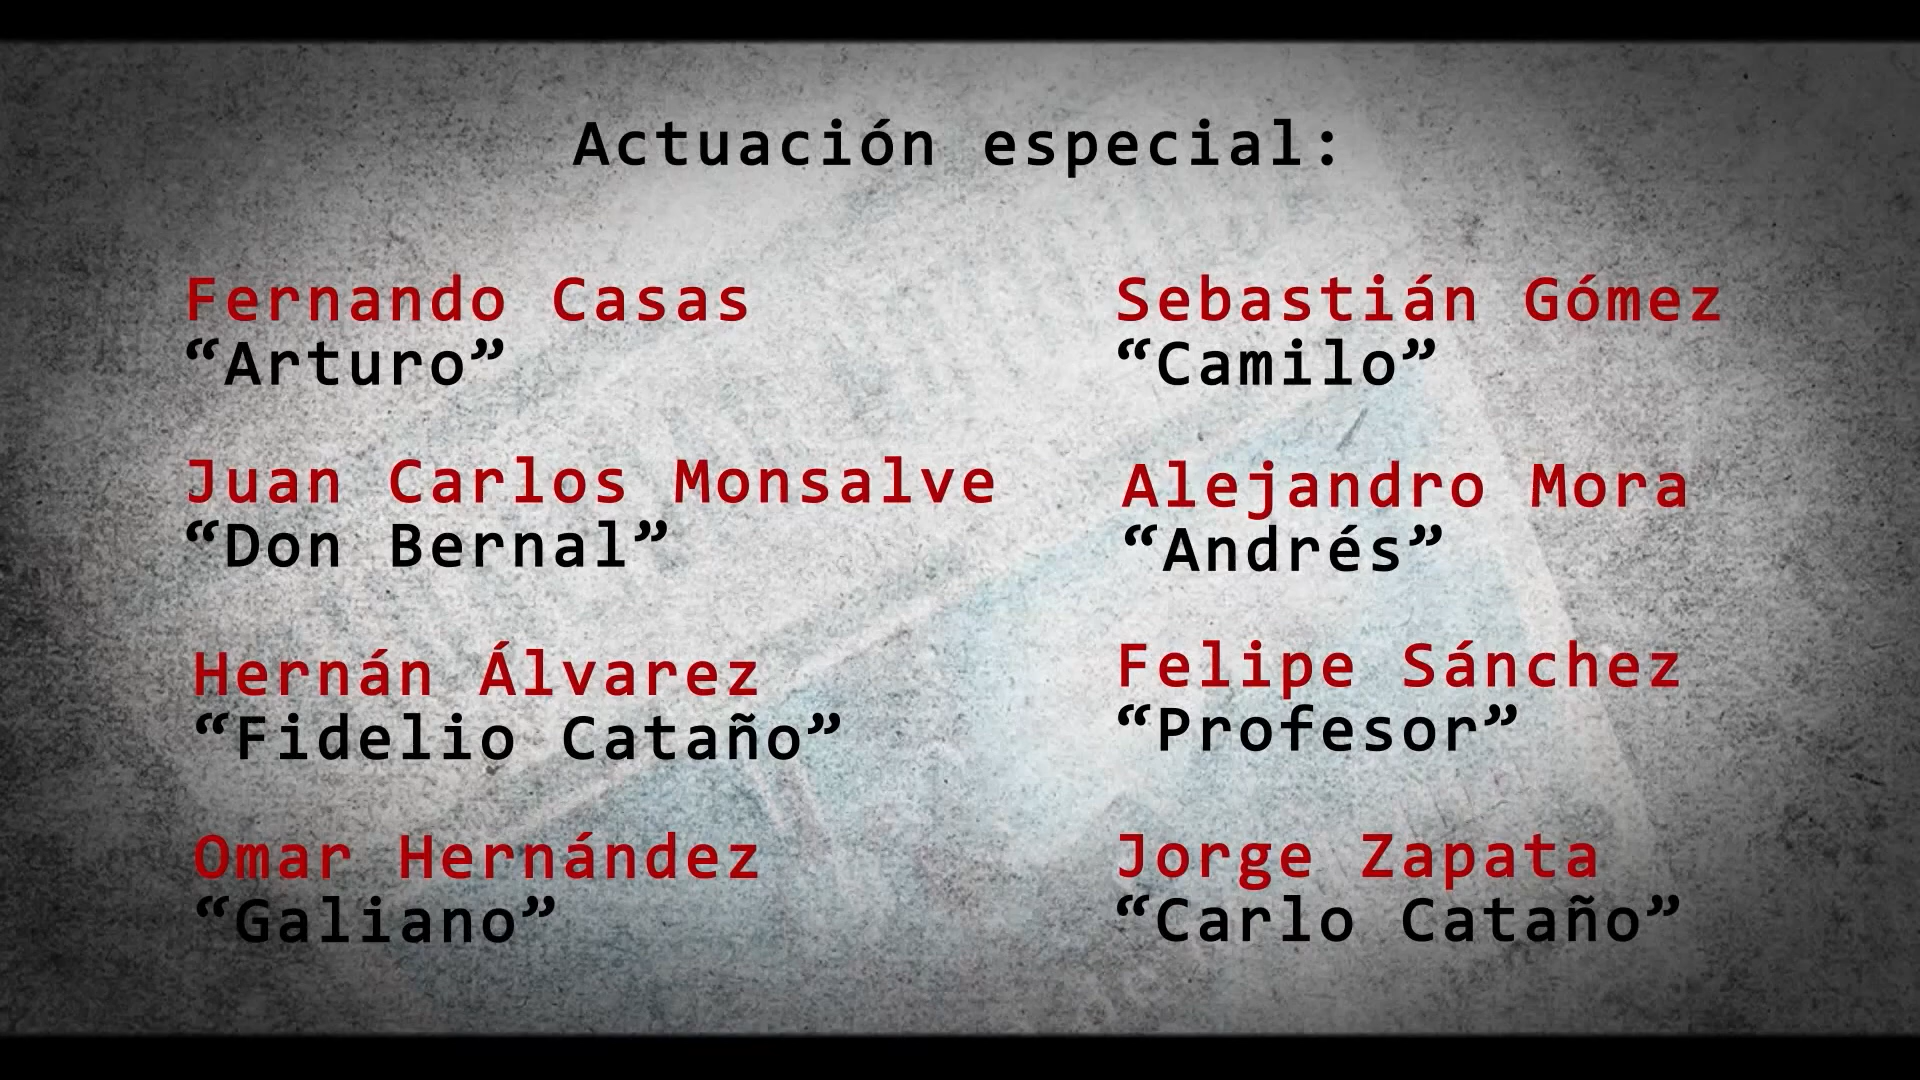 Actuación especial:
Fernando Casas
“Arturo”
Juan Carlos Monsalve
“Don Bernal”
Hernán Álvarez
“Fidelio Cataño”
Omar Hernández
“Galiano”
Sebastián Gómez
“Camilo”
Alejandro Mora
“Andrés”
Felipe Sánchez
“Profesor”
Jorge Zapata
“Carlo Cataño”